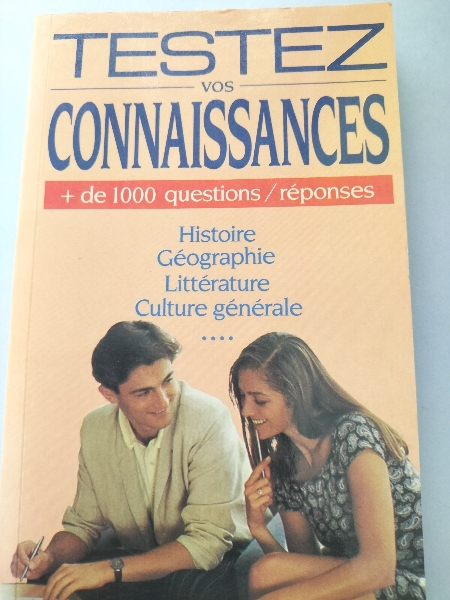 TESTEZ
VOS
CONNAISSANCES
+ de 1000 questions / réponses
Histoire
Géographie
Littérature
Culture générale
....